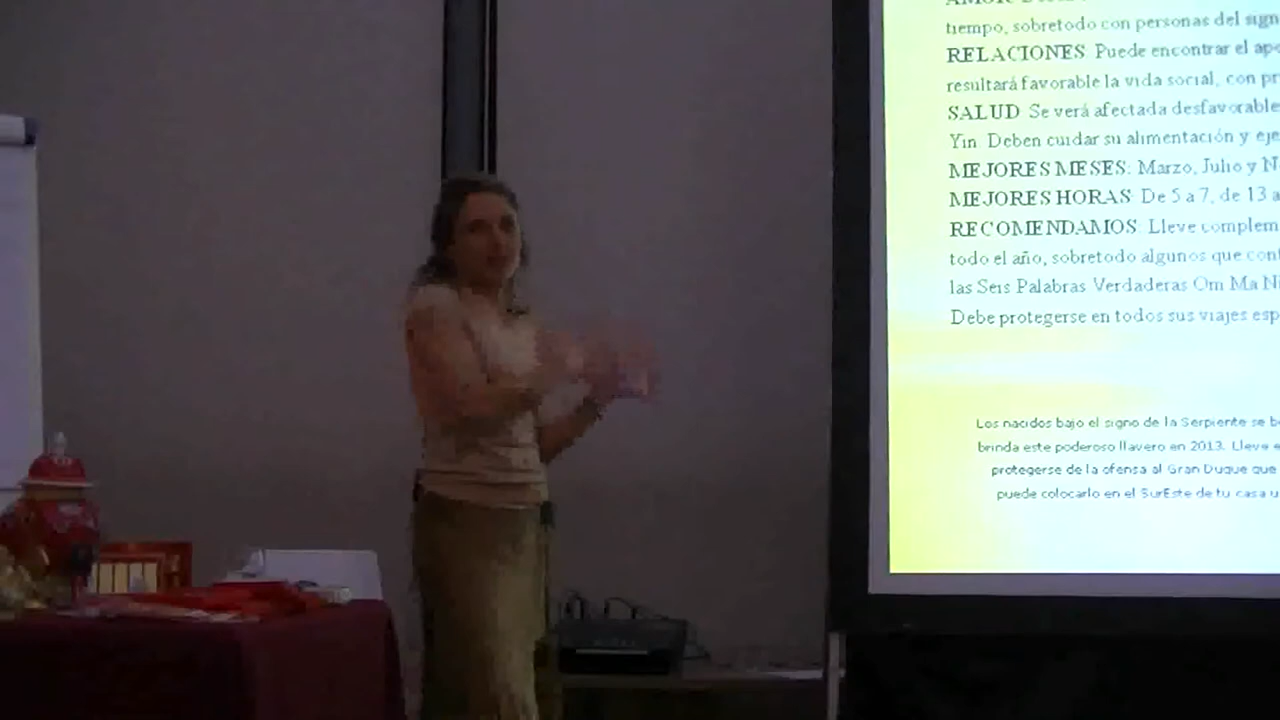 tiempo, sobretodo con personas del sign
RELACIONES Puede encontrar el apo
resultará favorable la vida social, con pr
SALUD Se verá afectada desfavorable
Yin. Deben cuidar su alimentación y eje
MEJORES MESES: Marzo, Julio y N
MEJORES HORAS De 5 a 7, de 13 a
RECOMENDAMOS: Lleve complem
todo el año, sobretodo algunos que cont
las Seis Palabras Verdaderas Om Ma Ni
Debe protegerse en todos sus viajes esp
Los nacidos bajo el signo de la Serpiente se b
brinda este poderoso llavero en 2013. Lleve e
protegerse de la ofensa al Gran Duque que
puede colocarlo en el SurEste de tu casa u